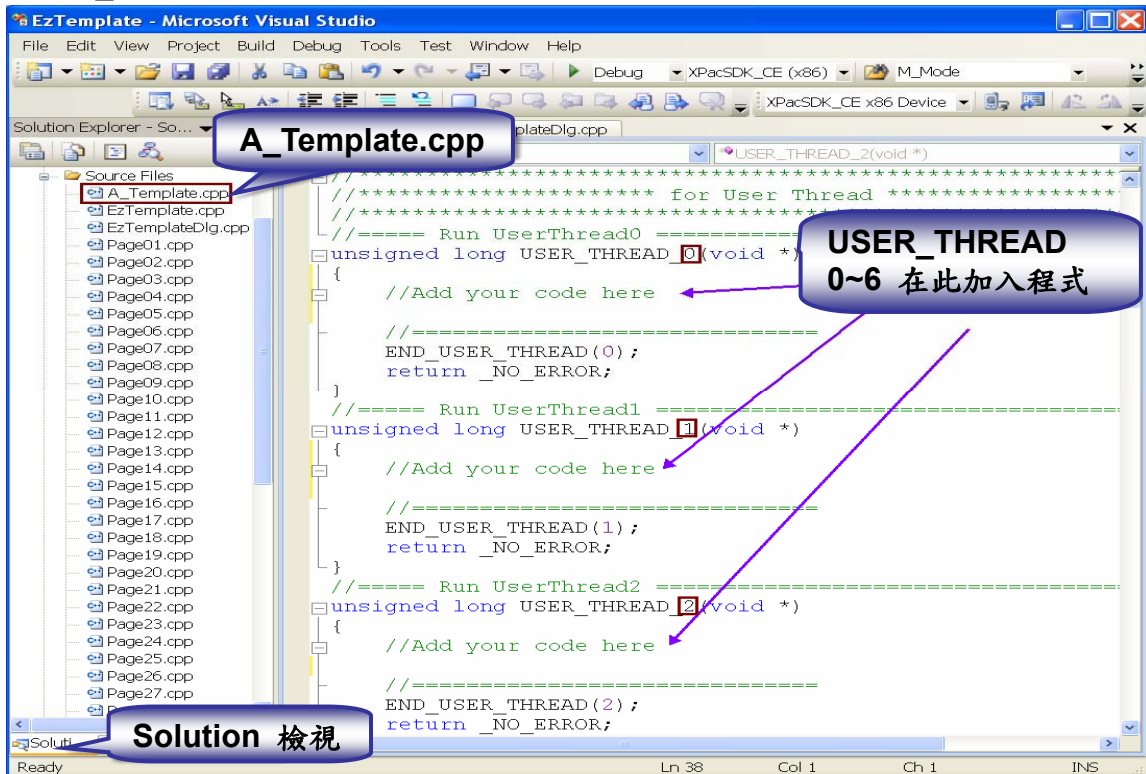 EzTemplate - Microsoft Visual Studio
File Edit View Project Build Debug Tools Test Window Help
Debug XPacSDK_CE (x86) M_Mode
XPacSDK_CE x86 Device
Solution Explorer - So...
plateDlg.cpp
A_Template.cpp
USER_THREAD_2(void *)
Source Files
A_Template.cpp
EzTemplate.cpp
EzTemplateDlg.cpp
Page01.cpp
Page02.cpp
Page03.cpp
Page04.cpp
Page05.cpp
Page06.cpp
Page07.cpp
Page08.cpp
Page09.cpp
Page10.cpp
Page11.cpp
Page12.cpp
Page13.cpp
Page14.cpp
Page15.cpp
Page16.cpp
Page17.cpp
Page18.cpp
Page19.cpp
Page20.cpp
Page21.cpp
Page22.cpp
Page23.cpp
Page24.cpp
Page25.cpp
Page26.cpp
Page27.cpp
Soluti
Solution 檢視
//*********************************************************
//********************** for User Thread *****************
//*********************************************************
//===== Run UserThread0 =====================
unsigned long USER_THREAD_0(void *)
{
//Add your code here
//==============================
END_USER_THREAD(0);
return _NO_ERROR;
}
//===== Run UserThread1 ==================================
unsigned long USER_THREAD_1(void *)
{
//Add your code here
//==============================
END_USER_THREAD(1);
return _NO_ERROR;
}
//===== Run UserThread2 ==================================
unsigned long USER_THREAD_2(void *)
{
//Add your code here
//==============================
END_USER_THREAD(2);
return _NO_ERROR;
USER_THREAD
0~6 在此加入程式
Ready Ln 38 Col 1 Ch 1 INS